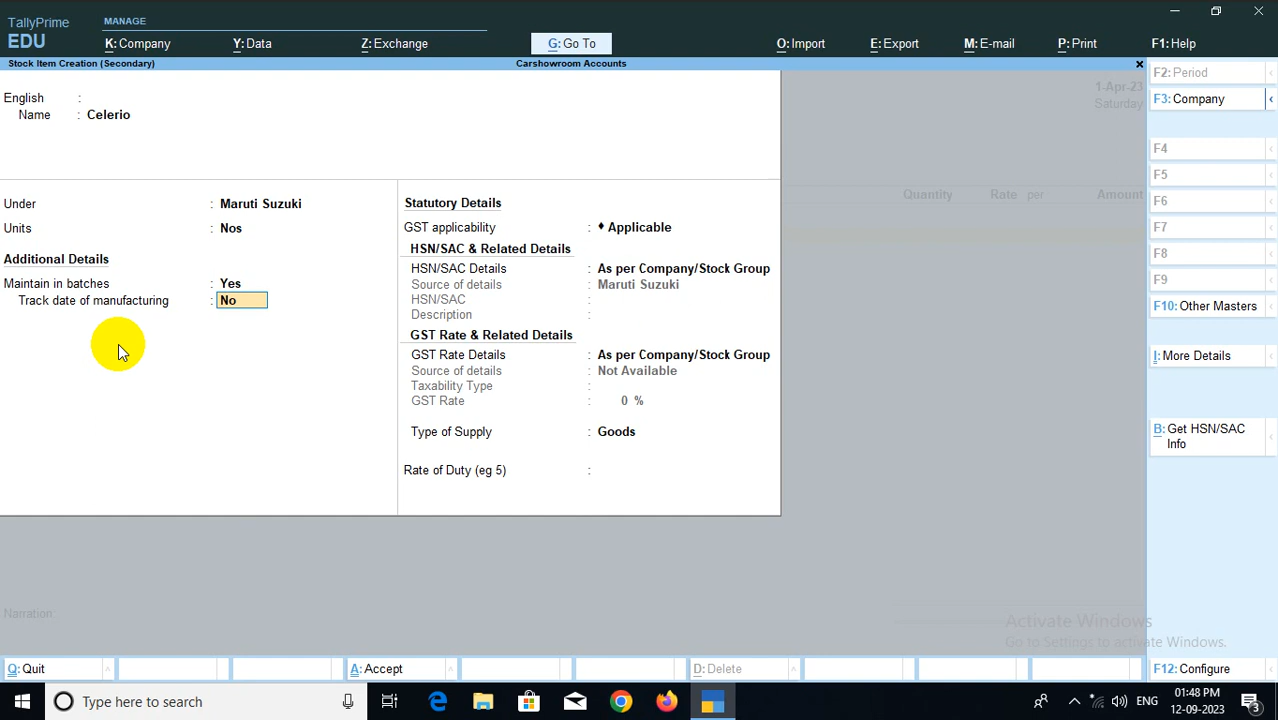 TallyPrime
EDU
MANAGE
K: Company
Y: Data
Z: Exchange
G: Go To
O: Import
E: Export
M: E-mail
P: Print
F1: Help
Stock Item Creation (Secondary)
Carshowroom Accounts
English :
Name : Celerio
Under : Maruti Suzuki
Units : Nos
Additional Details
Maintain in batches : Yes
Track date of manufacturing : No
Statutory Details
GST applicability : ♦ Applicable
HSN/SAC & Related Details
HSN/SAC Details : As per Company/Stock Group
Source of details : Maruti Suzuki
HSN/SAC :
Description :
GST Rate & Related Details
GST Rate Details : As per Company/Stock Group
Source of details : Not Available
Taxability Type :
GST Rate : 0 %
Type of Supply : Goods
Rate of Duty (eg 5) :
1-Apr-23
Saturday
Quantity Rate per Amount
Narration:
F2: Period
F3: Company
F4
F5
F6
F7
F8
F9
F10: Other Masters
I: More Details
B: Get HSN/SAC
Info
Activate Windows
Go to Settings to activate Windows.
Q: Quit
A: Accept
D: Delete
F12: Configure
Type here to search
ENG
01:48 PM
12-09-2023
3